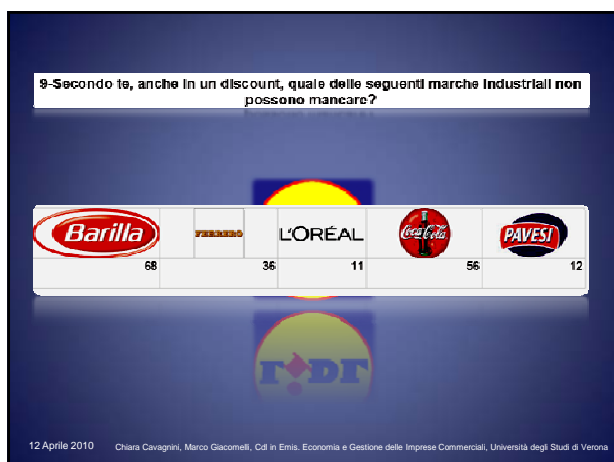 9-Secondo te, anche in un discount, quale delle seguenti marche industriali non
possono mancare?
Barilla
FERRERO
L'ORÉAL
Coca-Cola
PAVESI
68 36 11 56 12
LIDL
12 Aprile 2010 Chiara Cavagnini, Marco Giacomelli, Cdl in Emis. Economia e Gestione delle Imprese Commerciali, Università degli Studi di Verona